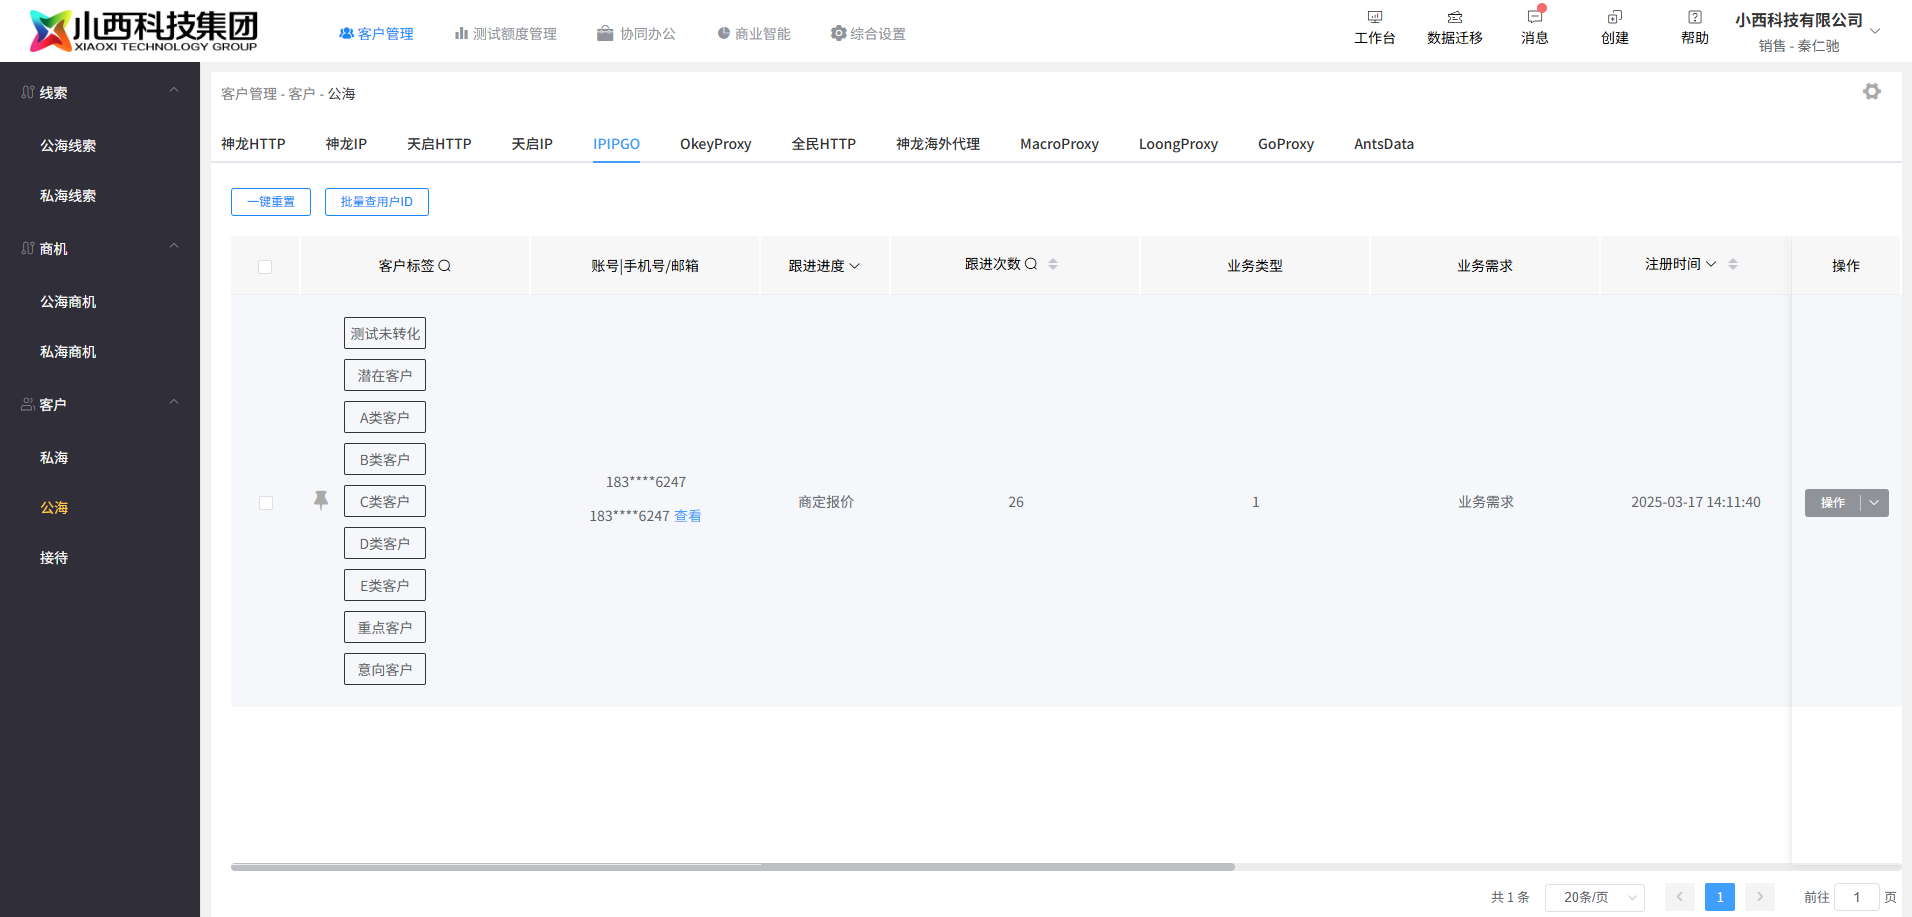 小西科技集团
XIAOXI TECHNOLOGY GROUP
客户管理 测试额度管理 协同办公 商业智能 综合设置
工作台 数据迁移 消息 创建 帮助
小西科技有限公司
销售 - 秦仁驰
线索
公海线索
私海线索
商机
公海商机
私海商机
客户
私海
公海
接待
客户管理 - 客户 - 公海
神龙HTTP 神龙IP 天启HTTP 天启IP IPIPGO OkeyProxy 全民HTTP 神龙海外代理 MacroProxy LoongProxy GoProxy AntsData
一键重置 批量查用户ID
客户标签 账号|手机号/邮箱 跟进进度 跟进次数 业务类型 业务需求 注册时间 操作
测试未转化
潜在客户
A类客户
B类客户
C类客户
D类客户
E类客户
重点客户
意向客户
183****6247
183****6247 查看
商定报价 26 1 业务需求 2025-03-17 14:11:40 操作
共 1 条 20条/页 1 前往 1 页